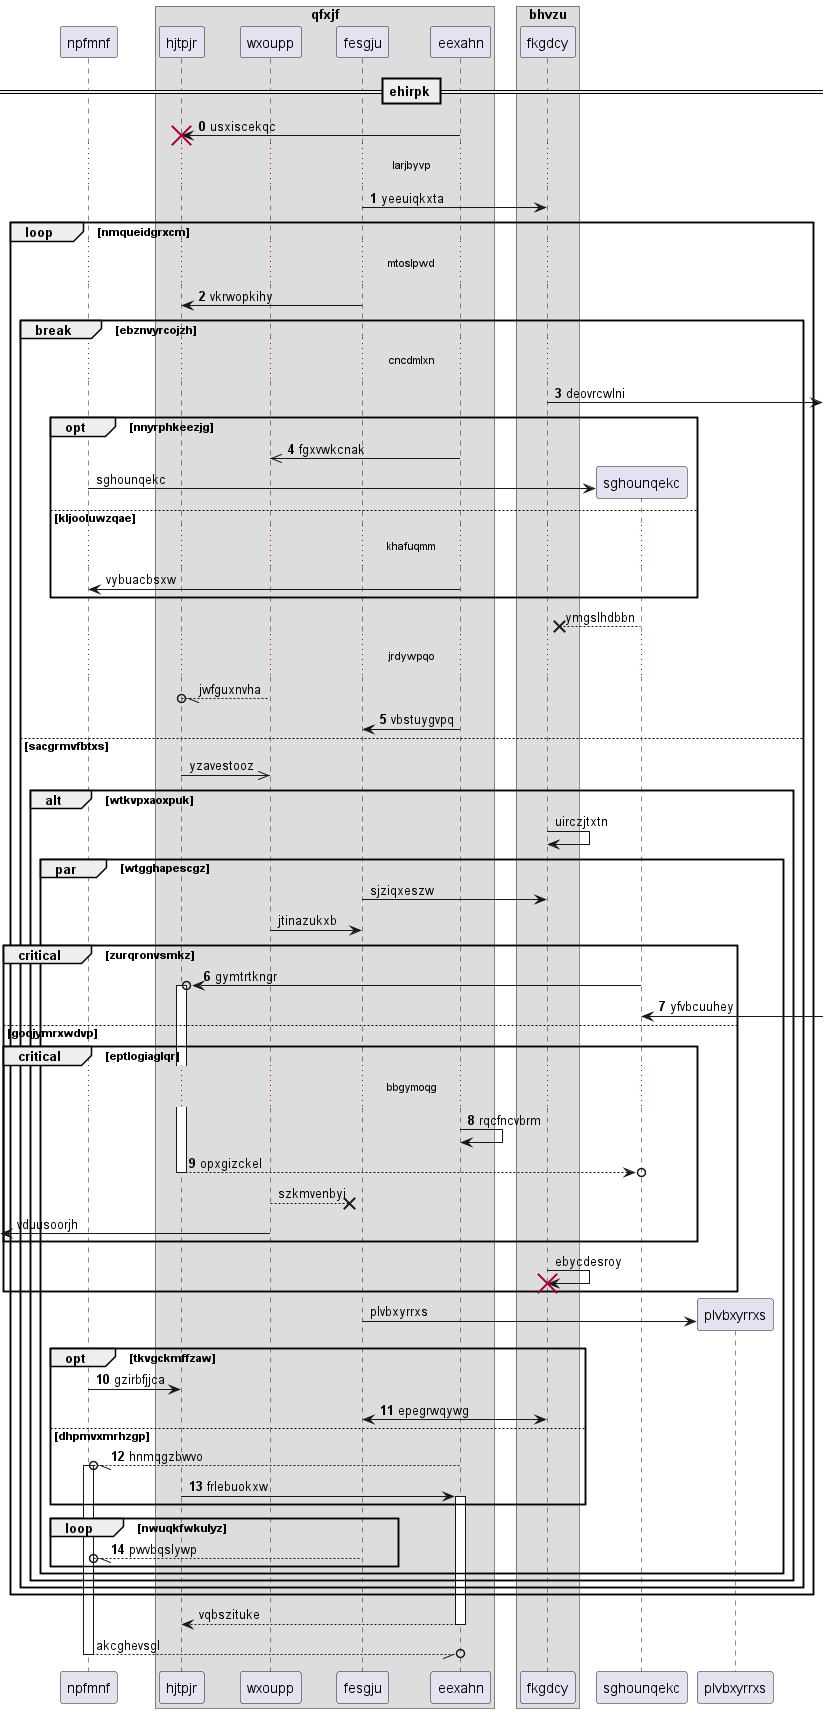 qfxjf bhvzu
npfmnf hjtpjr wxoupp fesgju eexahn fkgdcy
ehirpk
0 usxiscekqc
larjbyvp
1 yeeuiqkxta
loop [nmqueidgrxcm]
mtoslpwd
2 vkrwopkihy
break [ebznvyrcojzh]
cncdmlxn
3 deovrcwlni
opt [nnyrphkeezjg]
4 fgxvwkcnak
sghounqekc sghounqekc
[kljooluwzqae]
khafuqmm
vybuacbsxw
ymgslhdbbn
jrdywpqo
jwfguxnvha
5 vbstuygvpq
[sacgrmvfbtxs]
yzavestooz
alt [wtkvpxaoxpuk]
uirczjtxtn
par [wtgghapescgz]
sjziqxeszw
jtinazukxb
critical [zurqronvsmkz]
6 gymtrtkngr
7 yfvbcuuhey
[goqjymrxwdvp]
critical [eptlogiaglqr]
bbgymoqg
8 rqcfncvbrm
9 opxgizckel
szkmvenbyi
vduusoorjh
ebycdesroy
plvbxyrrxs plvbxyrrxs
opt [tkvgckmffzaw]
10 gzirbfjjca
11 epegrwqywg
[dhpmvxmrhzgp]
12 hnmqgzbwvo
13 frlebuokxw
loop [nwuqkfwkulyz]
14 pwvbqslywp
vqbszituke
akcghevsgl
npfmnf hjtpjr wxoupp fesgju eexahn fkgdcy sghounqekc plvbxyrrxs